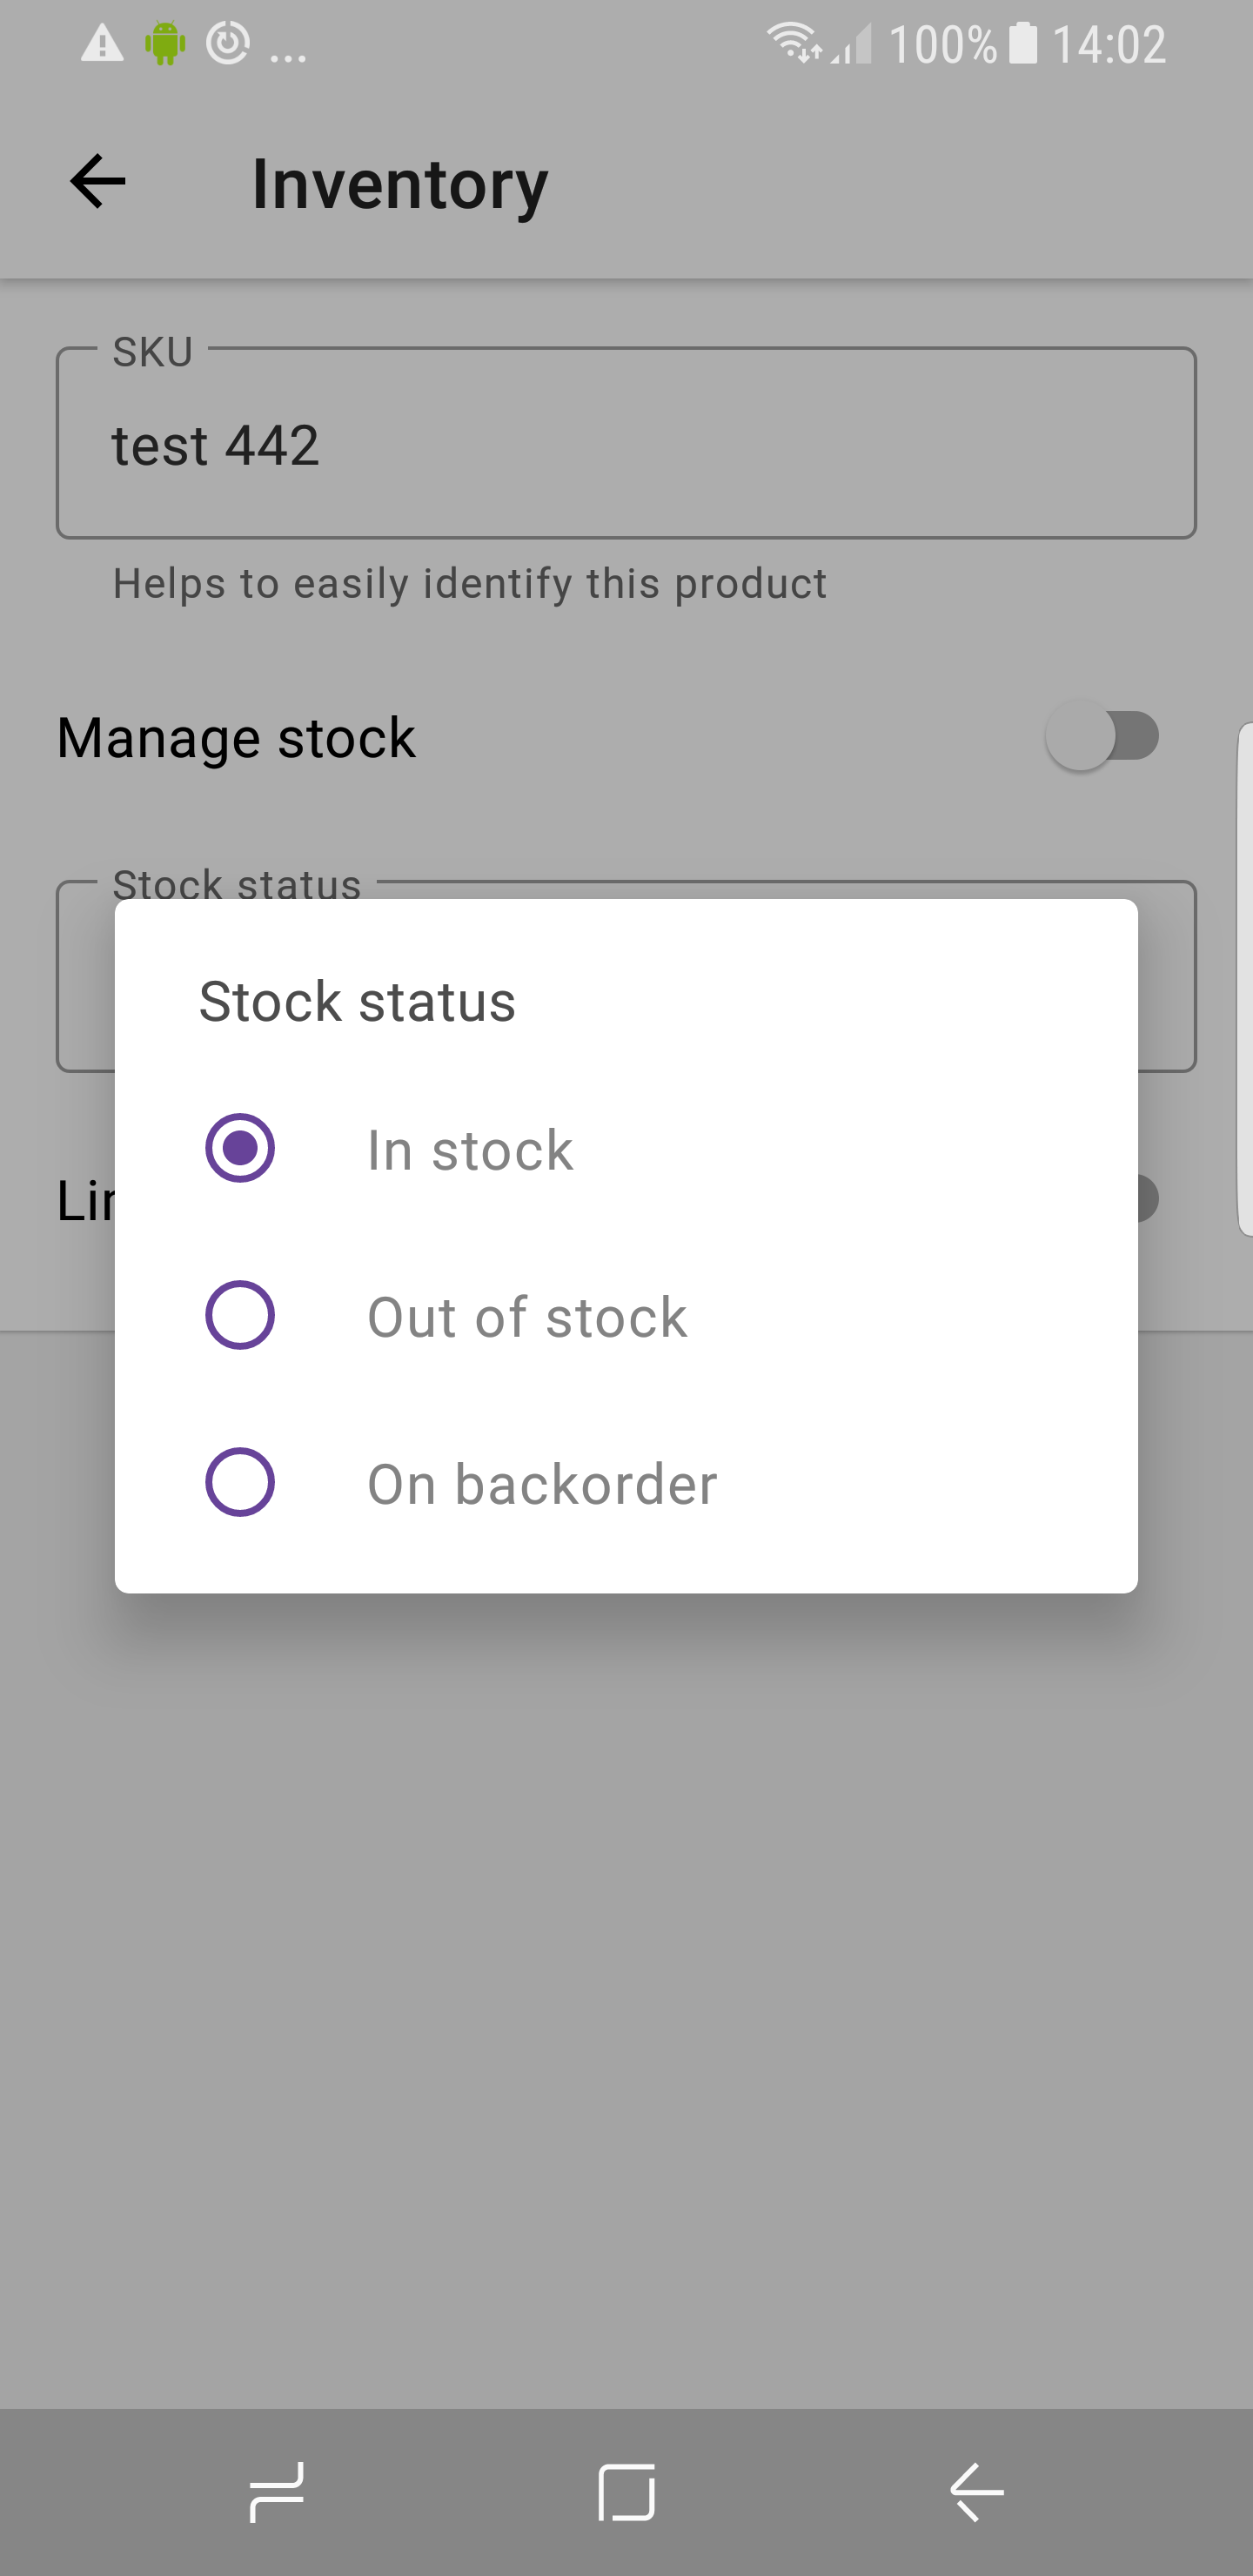 ... 100% 14:02
Inventory
SKU
test 442
Helps to easily identify this product
Manage stock
Stock status
Stock status
In stock
Out of stock
On backorder